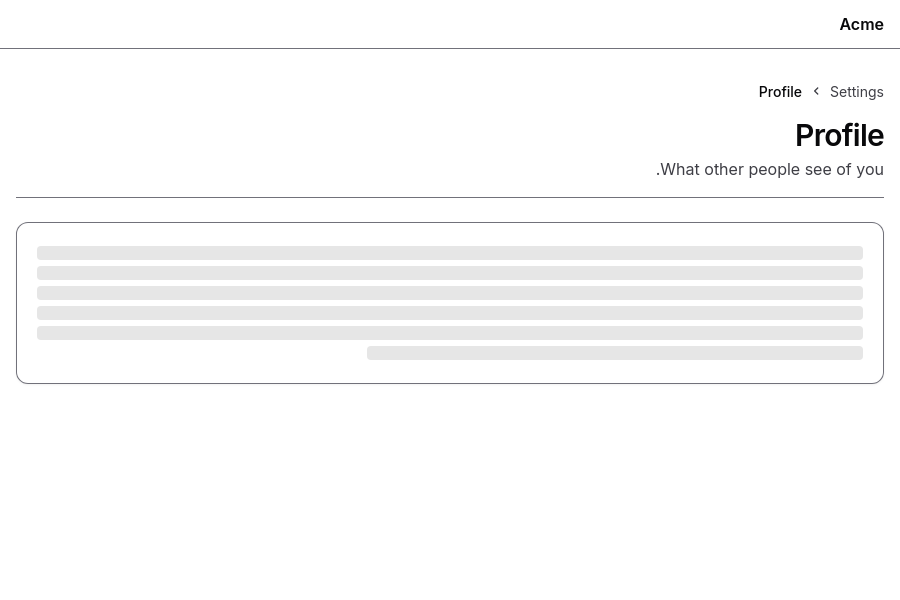 Acme
Settings
Profile
Profile
What other people see of you.